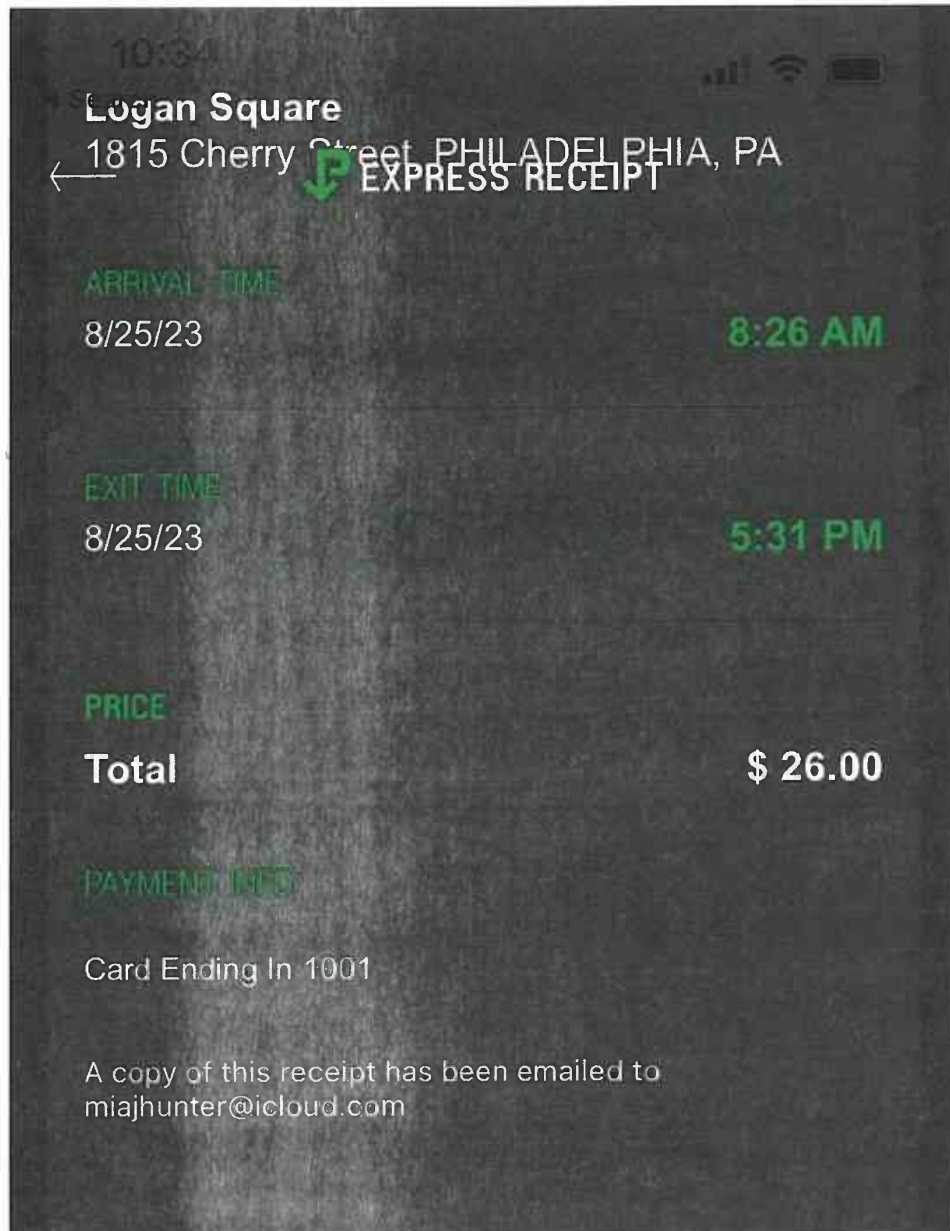 10:34
Logan Square
1815 Cherry Street, PHILADELPHIA, PA
EXPRESS RECEIPT
ARRIVAL TIME
8/25/23 8:26 AM
EXIT TIME
8/25/23 5:31 PM
PRICE
Total $ 26.00
PAYMENT INFO
Card Ending In 1001
A copy of this receipt has been emailed to
miajhunter@icloud.com